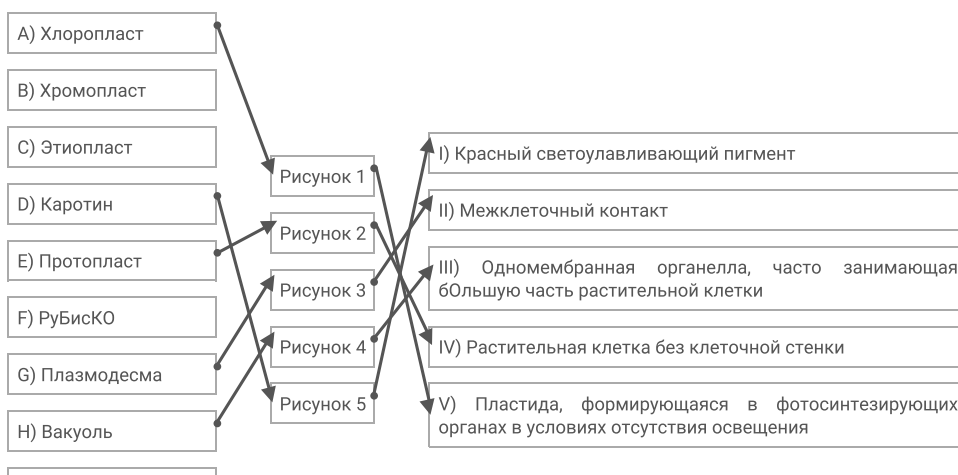 A) Хлоропласт
B) Хромопласт
C) Этиопласт
D) Каротин
E) Протопласт
F) РуБисКО
G) Плазмодесма
H) Вакуоль
Рисунок 1
Рисунок 2
Рисунок 3
Рисунок 4
Рисунок 5
I) Красный светоулавливающий пигмент
II) Межклеточный контакт
III) Одномембранная органелла, часто занимающая
бОльшую часть растительной клетки
IV) Растительная клетка без клеточной стенки
V) Пластида, формирующаяся в фотосинтезирующих
органах в условиях отсутствия освещения